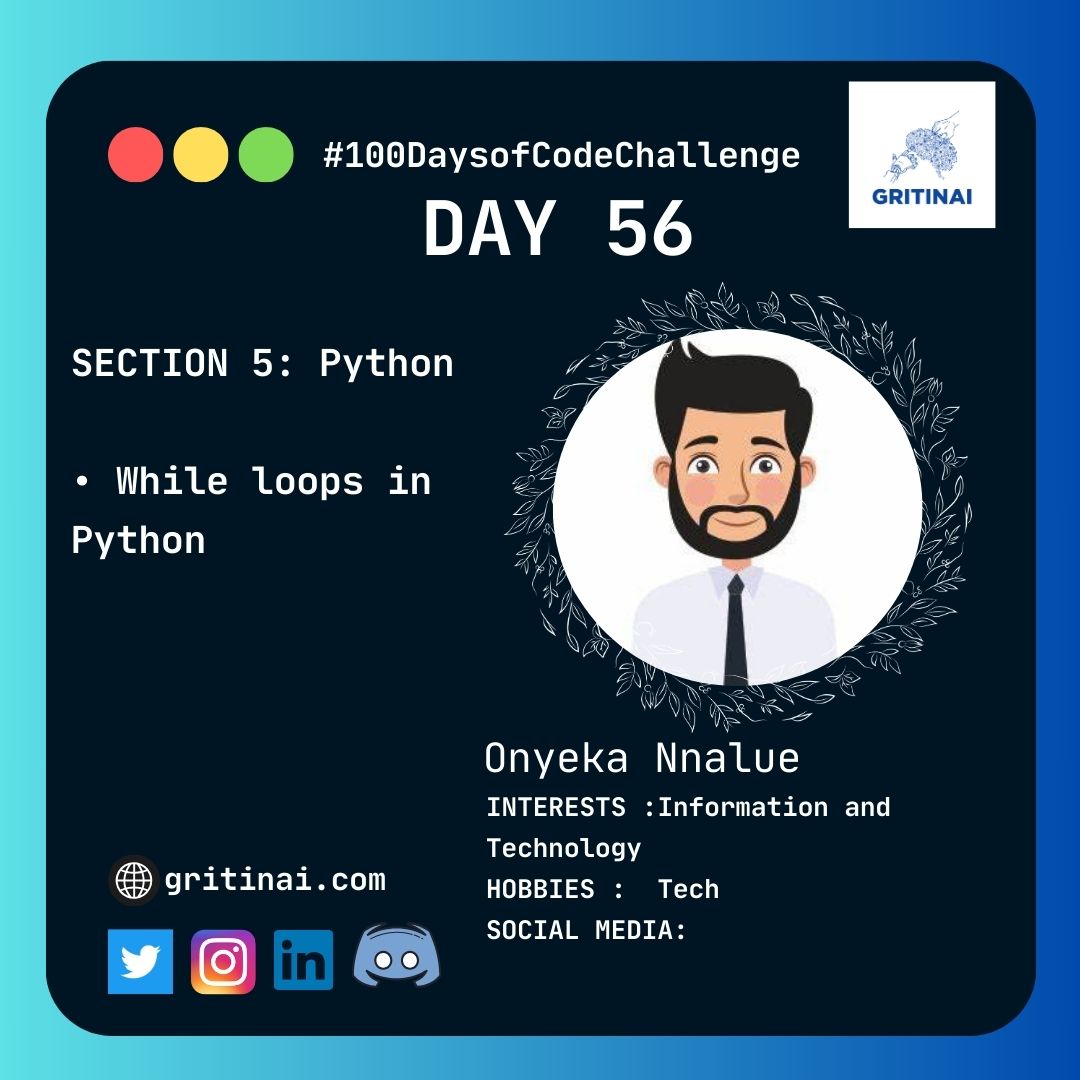 #100DaysofCodeChallenge
DAY 56
GRITINAI
SECTION 5: Python
• While loops in
Python
Onyeka Nnalue
INTERESTS :Information and
Technology
HOBBIES :  Tech
SOCIAL MEDIA:
gritinai.com
in